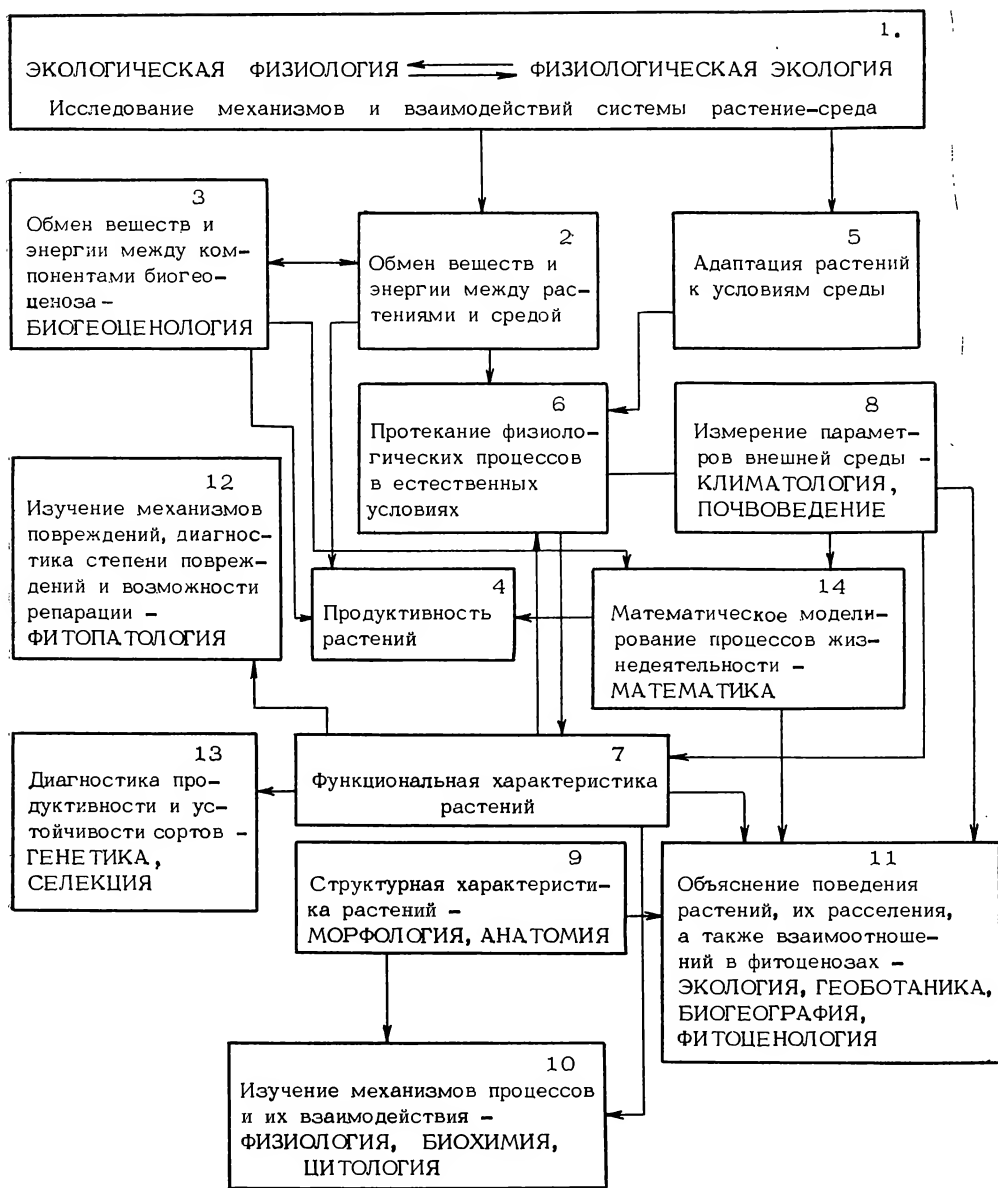 1.
ЭКОЛОГИЧЕСКАЯ ФИЗИОЛОГИЯ ФИЗИОЛОГИЧЕСКАЯ ЭКОЛОГИЯ
Исследование механизмов и взаимодействий системы растение-среда
3
Обмен веществ и
энергии между ком-
понентами биогео-
ценоза -
БИОГЕОЦЕНОЛОГИЯ
2
Обмен веществ и
энергии между рас-
тениями и средой
5
Адаптация растений
к условиям среды
6
Протекание физиоло-
гических процессов
в естественных
условиях
8
Измерение парамет-
ров внешней среды -
КЛИМАТОЛОГИЯ,
ПОЧВОВЕДЕНИЕ
12
Изучение механизмов
повреждений, диагнос-
тика степени повреж-
дений и возможности
репарации -
ФИТОПАТОЛОГИЯ
4
Продуктивность
растений
14
Математическое модели-
рование процессов жиз-
недеятельности -
МАТЕМАТИКА
13
Диагностика про-
дуктивности и ус-
тойчивости сортов -
ГЕНЕТИКА,
СЕЛЕКЦИЯ
7
Функциональная характеристика
растений
9
Структурная характеристи-
ка растений -
МОРФОЛОГИЯ, АНАТОМИЯ
11
Объяснение поведения
растений, их расселения,
а также взаимоотноше-
ний в фитоценозах -
ЭКОЛОГИЯ, ГЕОБОТАНИКА,
БИОГЕОГРАФИЯ,
ФИТОЦЕНОЛОГИЯ
10
Изучение механизмов процессов
и их взаимодействия -
ФИЗИОЛОГИЯ, БИОХИМИЯ,
ЦИТОЛОГИЯ